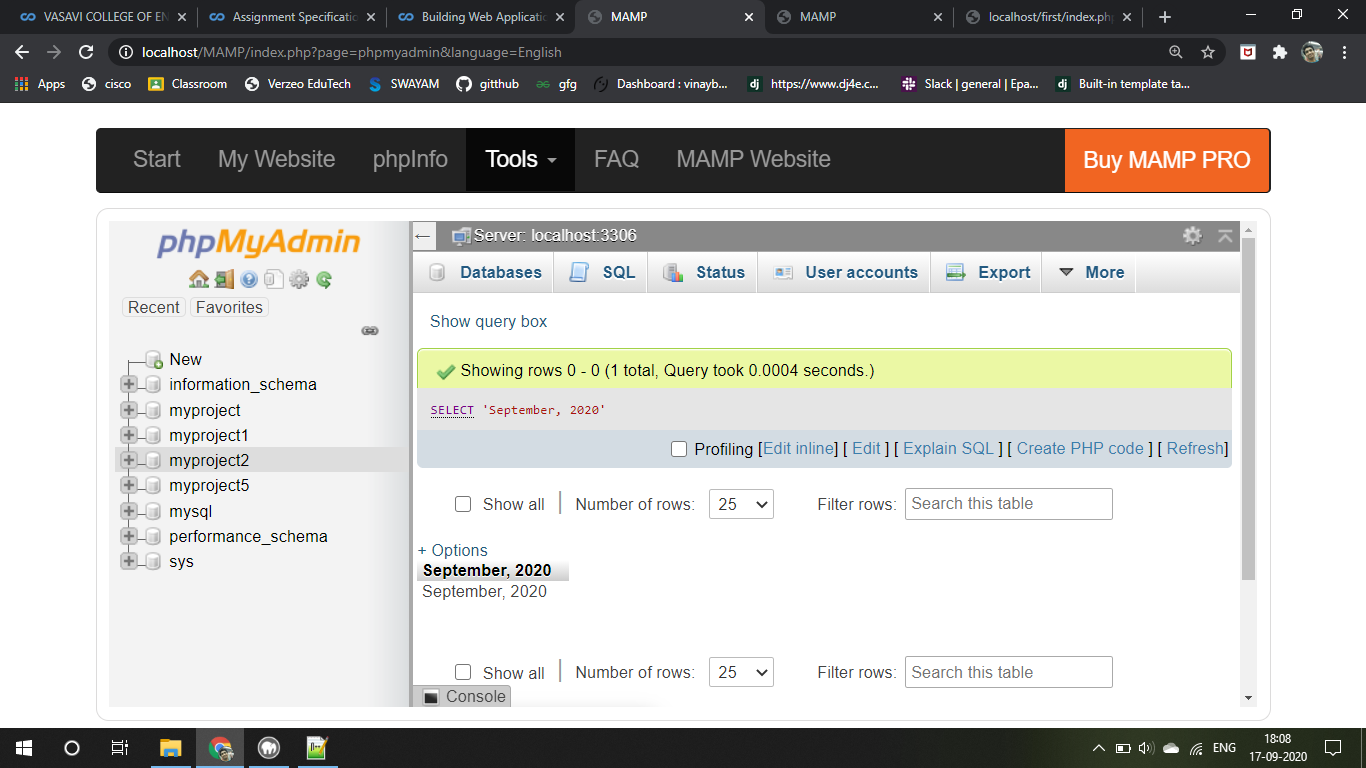 VASAVI COLLEGE OF EN
Assignment Specificatio
Building Web Applicatio
MAMP
MAMP
localhost/first/index.php
localhost/MAMP/index.php?page=phpmyadmin&language=English
Apps
cisco
Classroom
Verzeo EduTech
SWAYAM
gitthub
gfg
Dashboard : vinayb...
https://www.dj4e.c...
Slack | general | Epa...
Built-in template ta...
Start
My Website
phpInfo
Tools
FAQ
MAMP Website
Buy MAMP PRO
phpMyAdmin
Recent
Favorites
New
information_schema
myproject
myproject1
myproject2
myproject5
mysql
performance_schema
sys
Server: localhost:3306
Databases
SQL
Status
User accounts
Export
More
Show query box
Showing rows 0 - 0 (1 total, Query took 0.0004 seconds.)
SELECT 'September, 2020'
Profiling [Edit inline] [ Edit ] [ Explain SQL ] [ Create PHP code ] [ Refresh]
Show all | Number of rows: 25 Filter rows: Search this table
+ Options
September, 2020
September, 2020
Show all | Number of rows: 25 Filter rows: Search this table
Console
ENG
18:08
17-09-2020